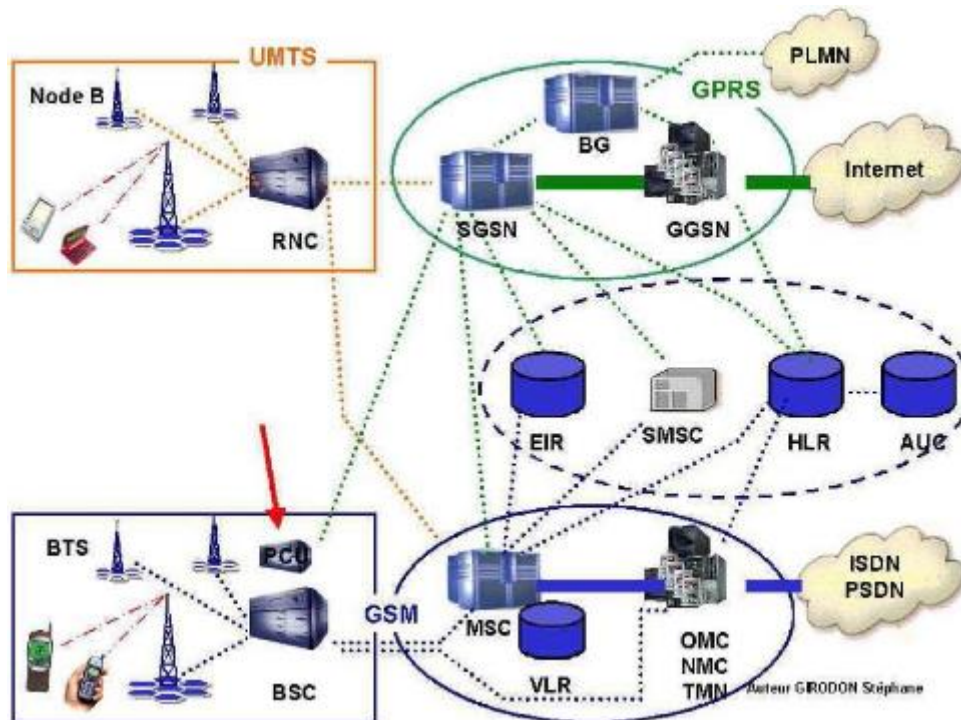 UMTS
Node B
RNC
PLMN
GPRS
BG
SGSN
GGSN
Internet
EIR
SMSC
HLR
AUC
PCU
BTS
BSC
GSM
MSC
VLR
OMC
NMC
TMN
ISDN
PSDN
Auteur GIRODON Stéphane